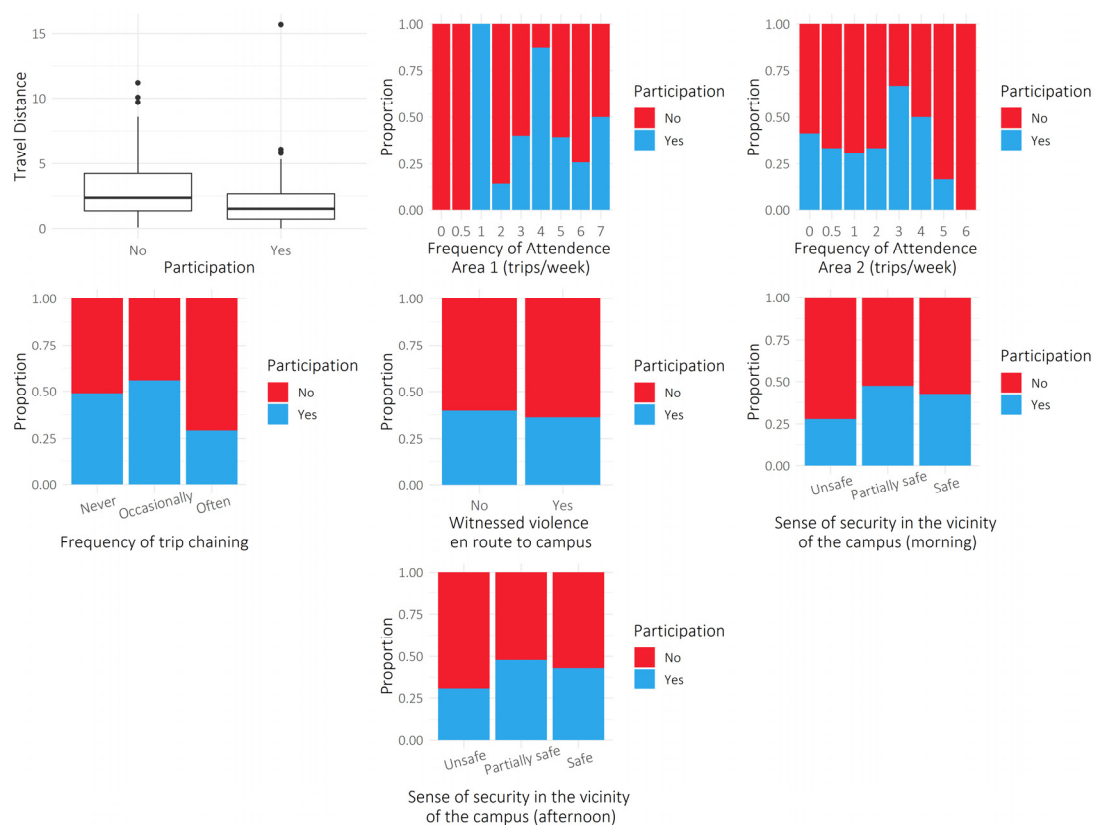 15
10
5
0
Travel Distance
No
Yes
Participation
1.00
0.75
0.50
0.25
0.00
Proportion
0 0.5 1 2 3 4 5 6 7
Frequency of Attendence
Area 1 (trips/week)
Participation
No
Yes
1.00
0.75
0.50
0.25
0.00
Proportion
0 0.5 1 2 3 4 5 6
Frequency of Attendence
Area 2 (trips/week)
Participation
No
Yes
1.00
0.75
0.50
0.25
0.00
Proportion
Never Occasionally Often
Frequency of trip chaining
Participation
No
Yes
1.00
0.75
0.50
0.25
0.00
Proportion
No Yes
Witnessed violence
en route to campus
Participation
No
Yes
1.00
0.75
0.50
0.25
0.00
Proportion
Unsafe Partially safe Safe
Sense of security in the vicinity
of the campus (morning)
Participation
No
Yes
1.00
0.75
0.50
0.25
0.00
Proportion
Unsafe Partially safe Safe
Sense of security in the vicinity
of the campus (afternoon)
Participation
No
Yes